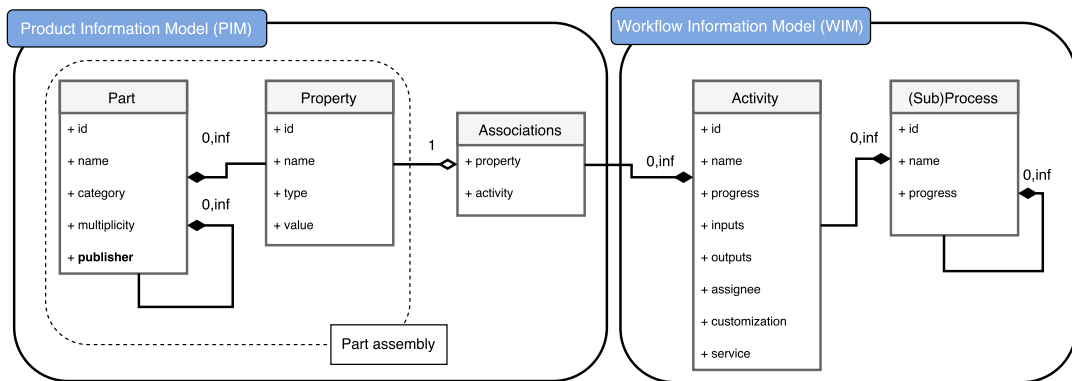 Product Information Model (PIM)
Part
+ id
+ name
+ category
+ multiplicity
+ publisher
0,inf
0,inf
Property
+ id
+ name
+ type
+ value
Part assembly
1
Associations
+ property
+ activity
Workflow Information Model (WIM)
0,inf
Activity
+ id
+ name
+ progress
+ inputs
+ outputs
+ assignee
+ customization
+ service
0,inf
(Sub)Process
+ id
+ name
+ progress
0,inf